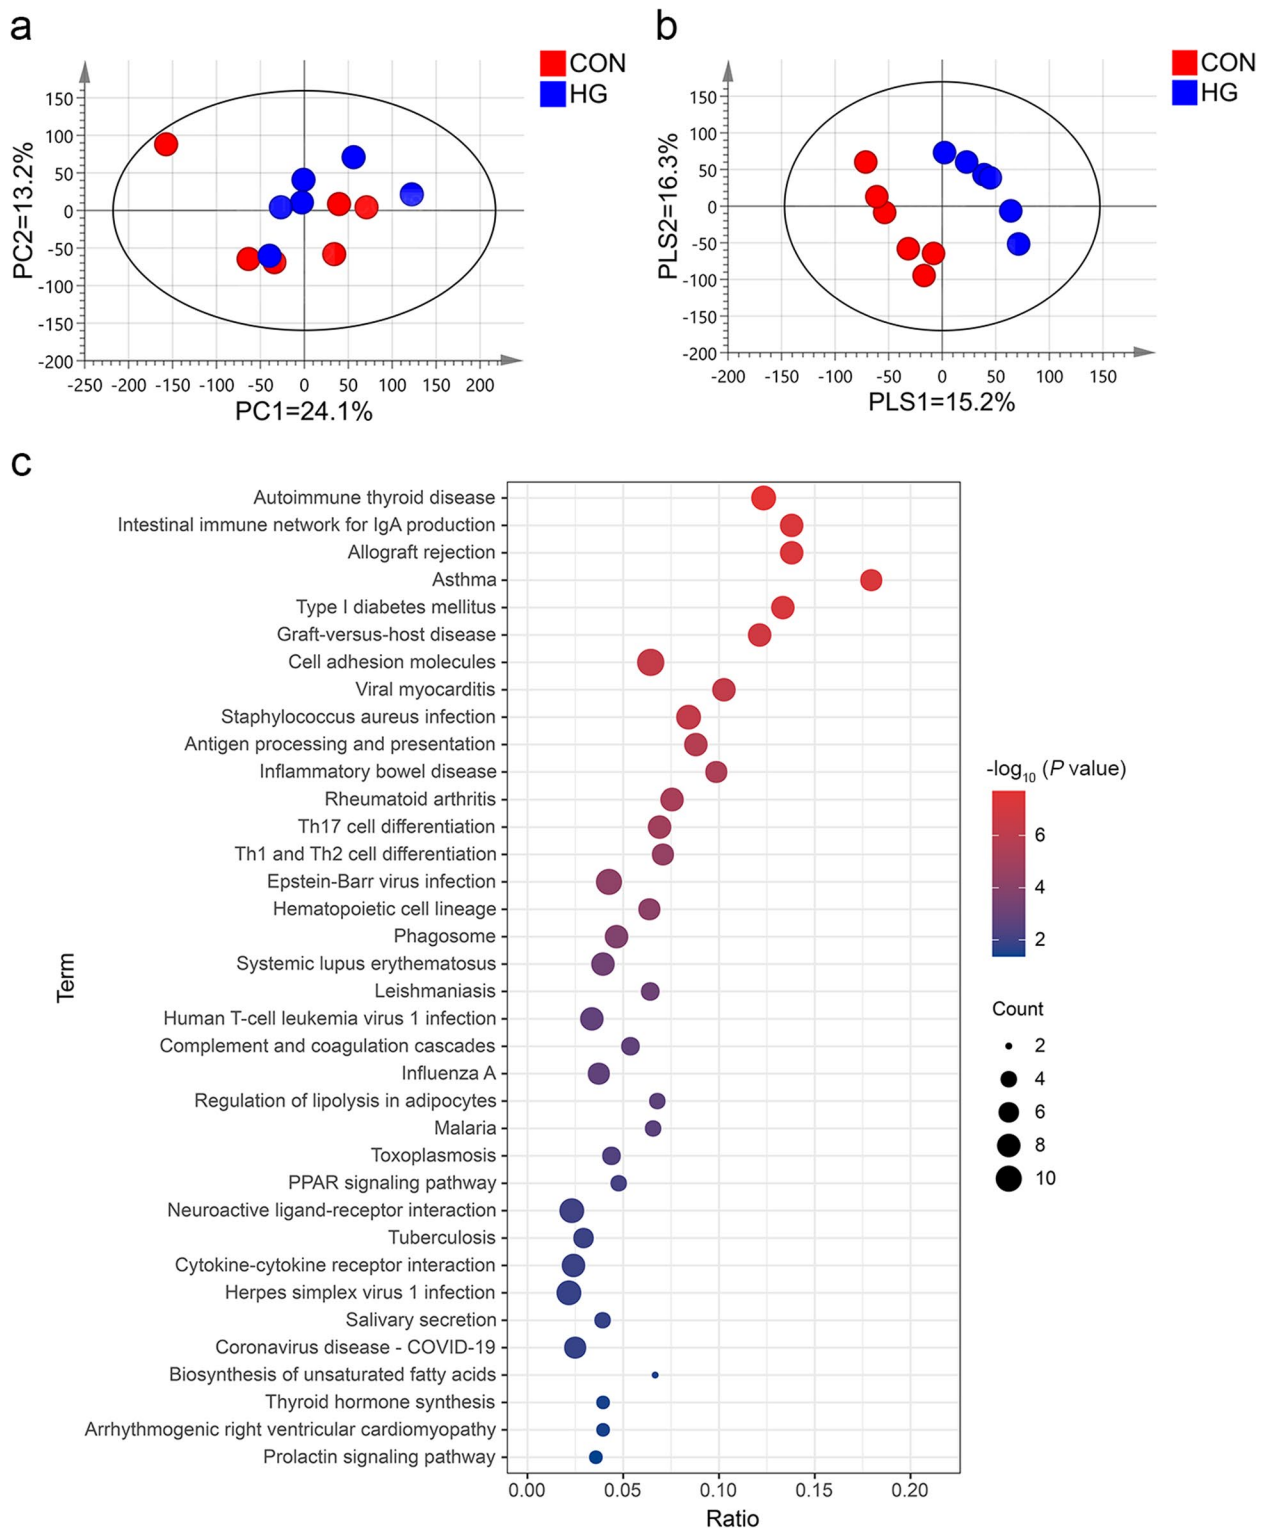 a
CON
HG
PC2=13.2%
150
100
50
0
-50
-100
-150
-200
-250 -200 -150 -100 -50 0 50 100 150 200
PC1=24.1%
b
CON
HG
PLS2=16.3%
150
100
50
0
-50
-100
-150
-200
-200 -150 -100 -50 0 50 100 150
PLS1=15.2%
c
Term
Autoimmune thyroid disease
Intestinal immune network for IgA production
Allograft rejection
Asthma
Type I diabetes mellitus
Graft-versus-host disease
Cell adhesion molecules
Viral myocarditis
Staphylococcus aureus infection
Antigen processing and presentation
Inflammatory bowel disease
Rheumatoid arthritis
Th17 cell differentiation
Th1 and Th2 cell differentiation
Epstein-Barr virus infection
Hematopoietic cell lineage
Phagosome
Systemic lupus erythematosus
Leishmaniasis
Human T-cell leukemia virus 1 infection
Complement and coagulation cascades
Influenza A
Regulation of lipolysis in adipocytes
Malaria
Toxoplasmosis
PPAR signaling pathway
Neuroactive ligand-receptor interaction
Tuberculosis
Cytokine-cytokine receptor interaction
Herpes simplex virus 1 infection
Salivary secretion
Coronavirus disease - COVID-19
Biosynthesis of unsaturated fatty acids
Thyroid hormone synthesis
Arrhythmogenic right ventricular cardiomyopathy
Prolactin signaling pathway
0.00 0.05 0.10 0.15 0.20
Ratio
-log10 (P value)
6
4
2
Count
2
4
6
8
10